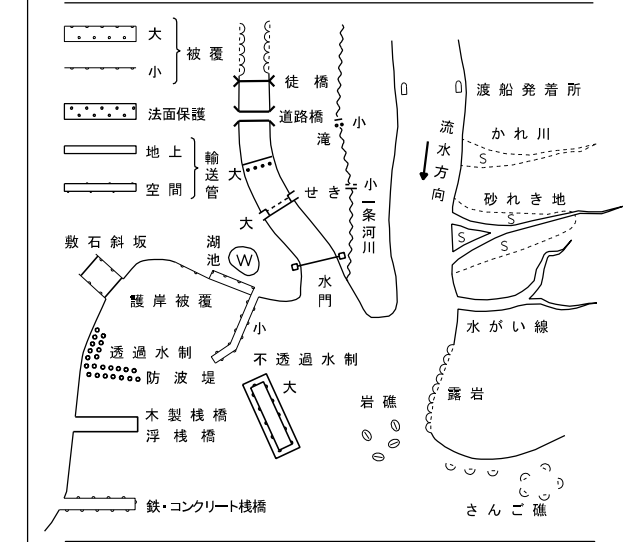 大
被覆
小
法面保護
地上
輸送管
空間
徒橋
道路橋
小
滝
大
せき
小
大
一条河川
流水方向
渡船発着所
かれ川
S
砂れき地
S
S
S
敷石斜坂
湖池
W
水門
護岸被覆
小
水がい線
透過水制
不透過水制
防波堤
大
岩礁
露岩
木製桟橋
浮桟橋
鉄・コンクリート桟橋
さんご礁